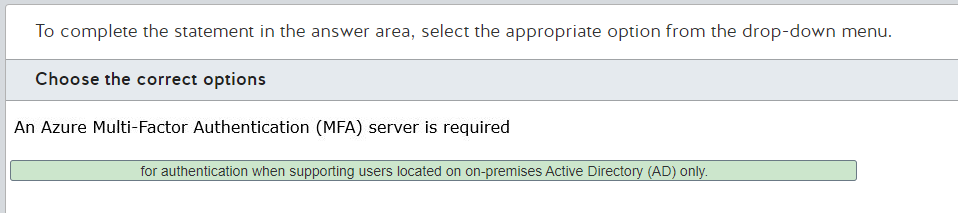 To complete the statement in the answer area, select the appropriate option from the drop-down menu.
Choose the correct options
An Azure Multi-Factor Authentication (MFA) server is required
for authentication when supporting users located on on-premises Active Directory (AD) only.